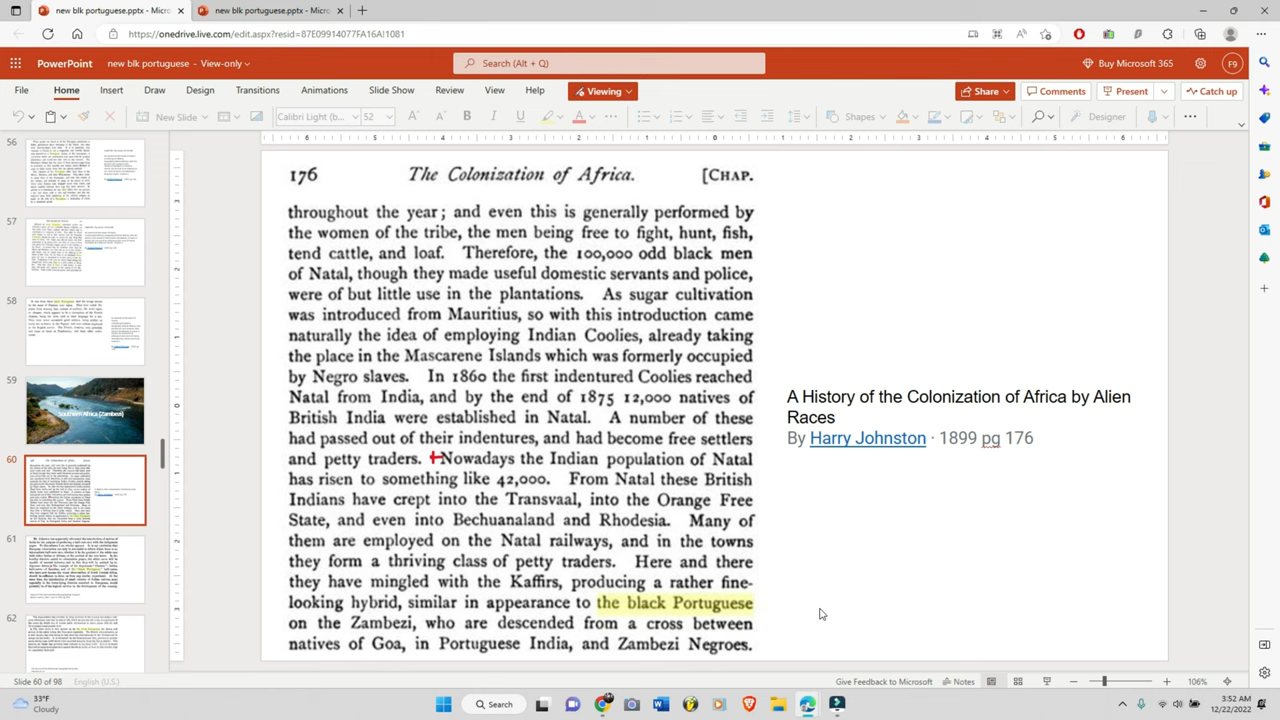 new blk portuguese.pptx - Micro
new blk portuguese.pptx - Micro
https://onedrive.live.com/edit.aspx?resid=87E09914077FA16A!1081
PowerPoint new blk portuguese - View-only
Search (Alt + Q)
Buy Microsoft 365
F9
File Home Insert Draw Design Transitions Animations Slide Show Review View Help Viewing Share Comments Present Catch up
New Slide Calibri Light (h... 52 B I U A Shapes Designer
56
57
58
59
Southern Africa (Zambezi)
60
61
62
176 The Colonization of Africa. [CHAP.
throughout the year; and even this is generally performed by
the women of the tribe, the men being free to fight, hunt, fish,
tend cattle, and loaf. Therefore, the 100,000 odd black men
of Natal, though they made useful domestic servants and police,
were of but little use in the plantations. As sugar cultivation
was introduced from Mauritius, so with this introduction came
naturally the idea of employing Indian Coolies, already taking
the place in the Mascarene Islands which was formerly occupied
by Negro slaves. In 1860 the first indentured Coolies reached
Natal from India, and by the end of 1875 12,000 natives of
British India were established in Natal. A number of these
had passed out of their indentures, and had become free settlers
and petty traders. Nowadays the Indian population of Natal
has risen to something like 48,000. From Natal these British
Indians have crept into the Transvaal, into the Orange Free
State, and even into Bechuanaland and Rhodesia. Many of
them are employed on the Natal railways, and in the towns
they form a thriving class of petty traders. Here and there
they have mingled with the Kaffirs, producing a rather fine-
looking hybrid, similar in appearance to the black Portuguese
on the Zambezi, who are descended from a cross between
natives of Goa, in Portuguese India, and Zambezi Negroes.
A History of the Colonization of Africa by Alien
Races
By Harry Johnston · 1899 pg 176
Slide 60 of 98 English (U.S.) Give Feedback to Microsoft Notes 106%
33°F
Cloudy
Search
3:52 AM
12/22/2022